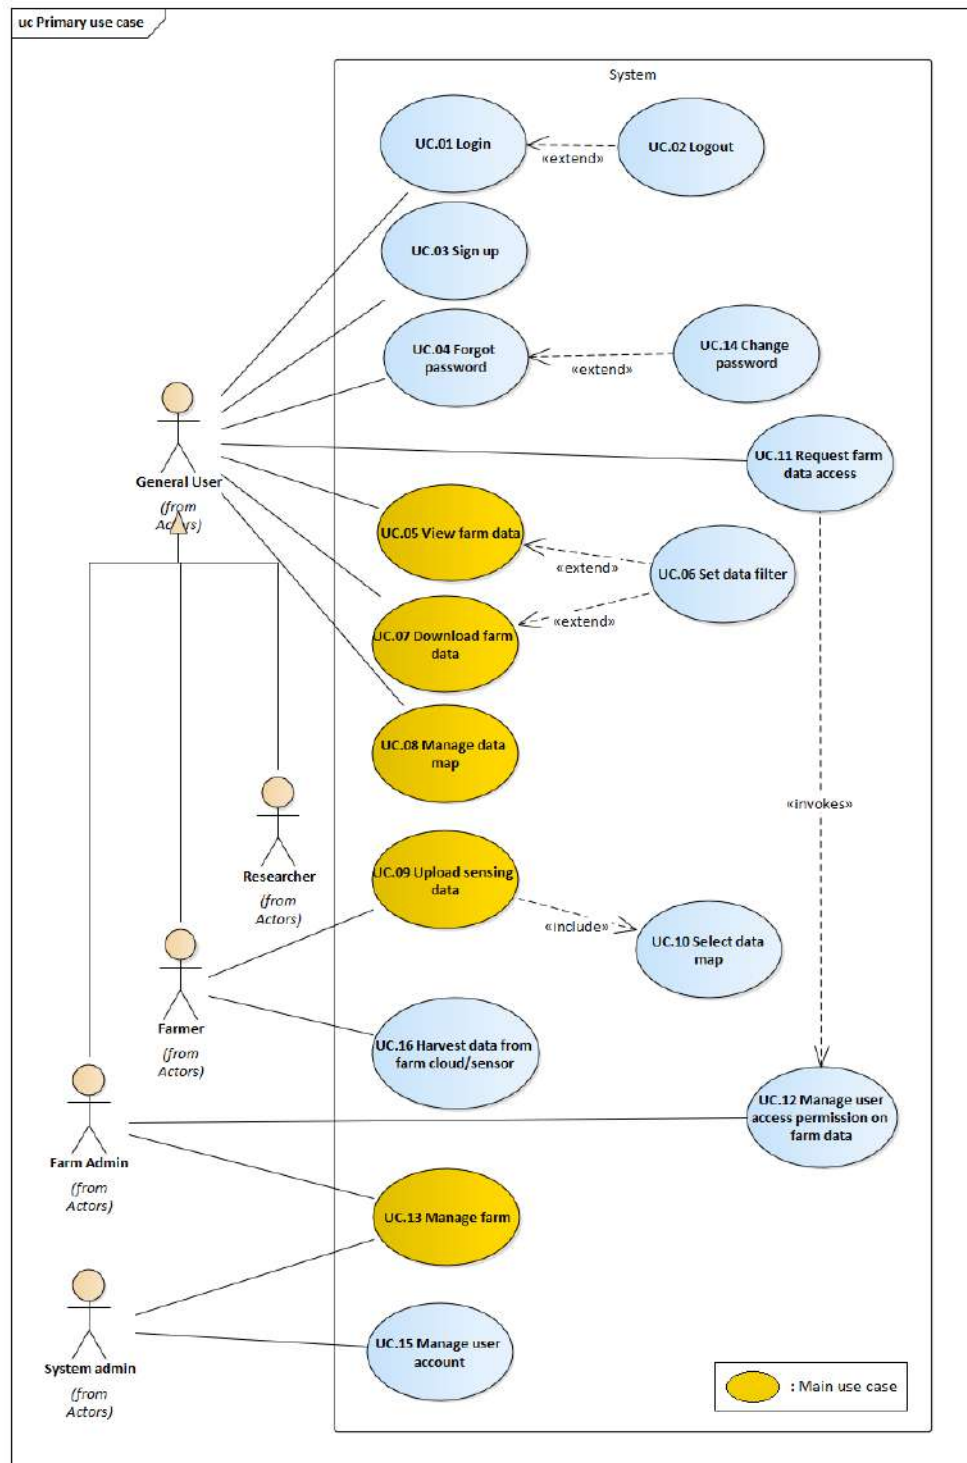 uc Primary use case
System
UC.01 Login
«extend»
UC.02 Logout
UC.03 Sign up
UC.04 Forgot
password
«extend»
UC.14 Change
password
General User
(from
Actors)
UC.11 Request farm
data access
UC.05 View farm data
«extend»
UC.06 Set data filter
UC.07 Download farm
data
«extend»
UC.08 Manage data
map
«invokes»
Researcher
(from
Actors)
UC.09 Upload sensing
data
«include»
UC.10 Select data
map
Farmer
(from
Actors)
UC.16 Harvest data from
farm cloud/sensor
UC.12 Manage user
access permission on
farm data
Farm Admin
(from
Actors)
UC.13 Manage farm
System admin
(from
Actors)
UC.15 Manage user
account
: Main use case